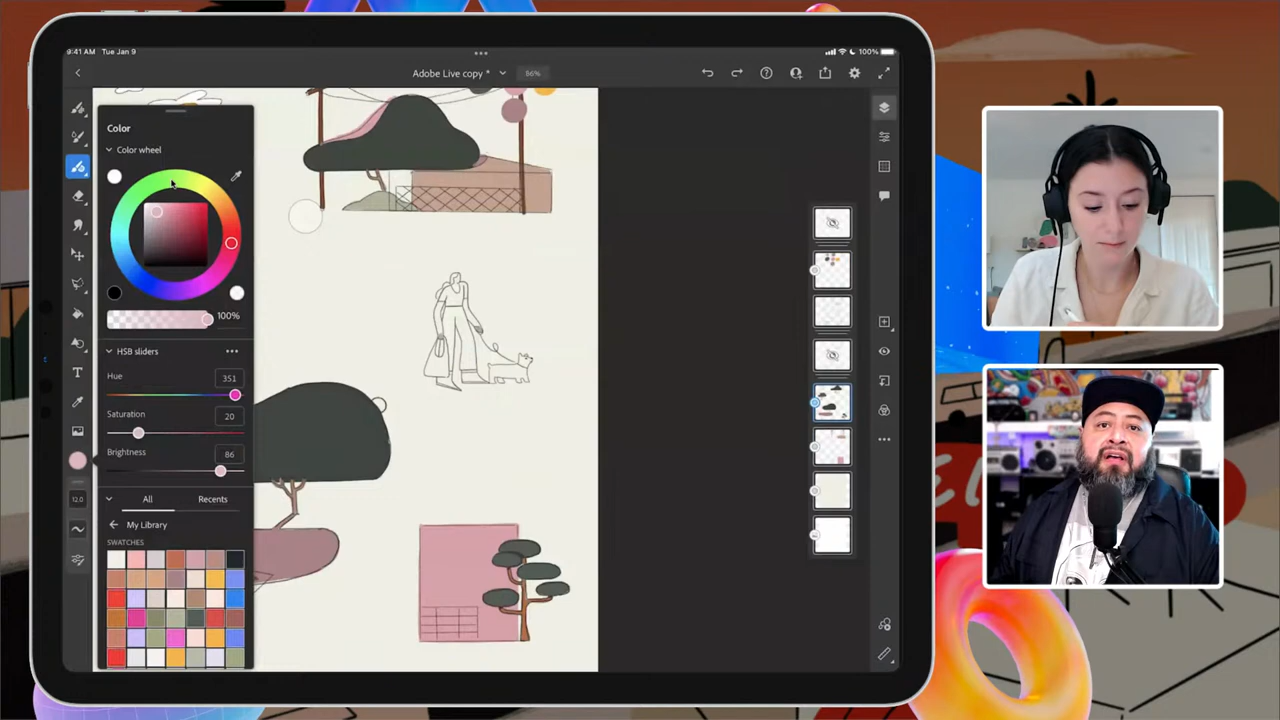 9:41 AM Tue Jan 9
100%
Adobe Live copy *
86%
Color
Color wheel
100%
HSB sliders
Hue
351
Saturation
20
Brightness
86
All
Recents
12.0
My Library
SWATCHES